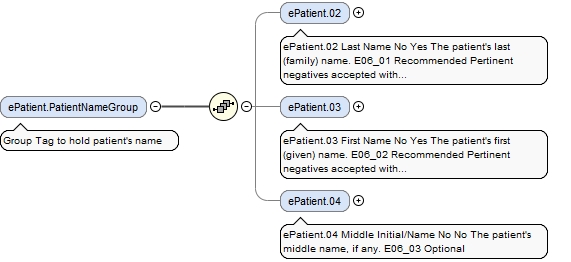 ePatient.02
ePatient.02 Last Name No Yes The patient's last
(family) name. E06_01 Recommended Pertinent
negatives accepted with...
ePatient.PatientNameGroup
Group Tag to hold patient's name
ePatient.03
ePatient.03 First Name No Yes The patient's first
(given) name. E06_02 Recommended Pertinent
negatives accepted with...
ePatient.04
ePatient.04 Middle Initial/Name No No The patient's
middle name, if any. E06_03 Optional